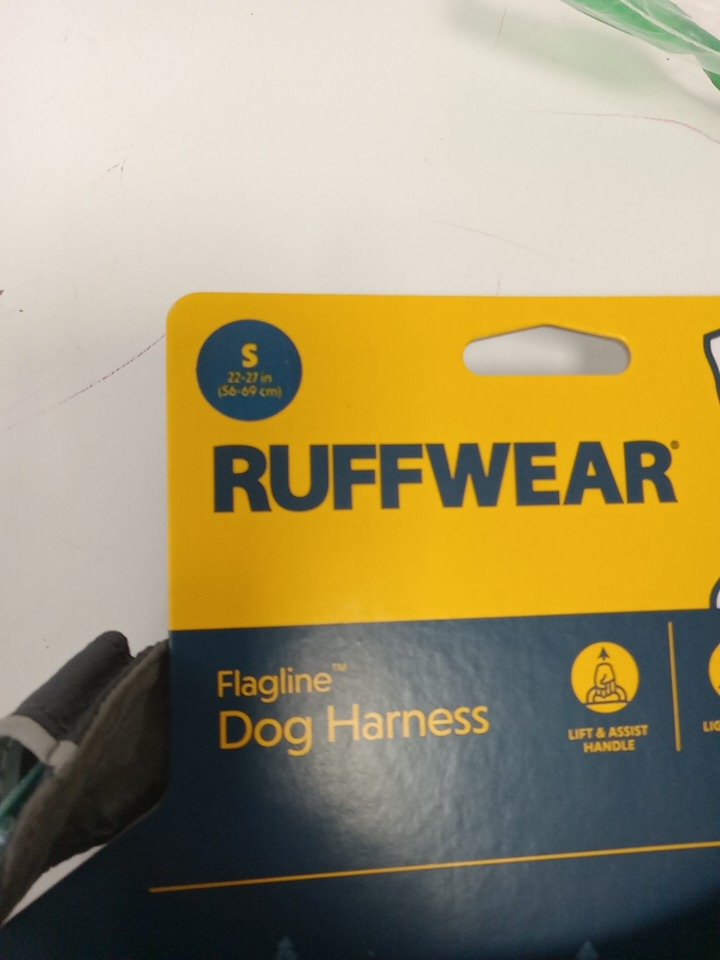 S
22-27 in
(56-69 cm)
RUFFWEAR®
Flagline™
Dog Harness
LIFT & ASSIST
HANDLE